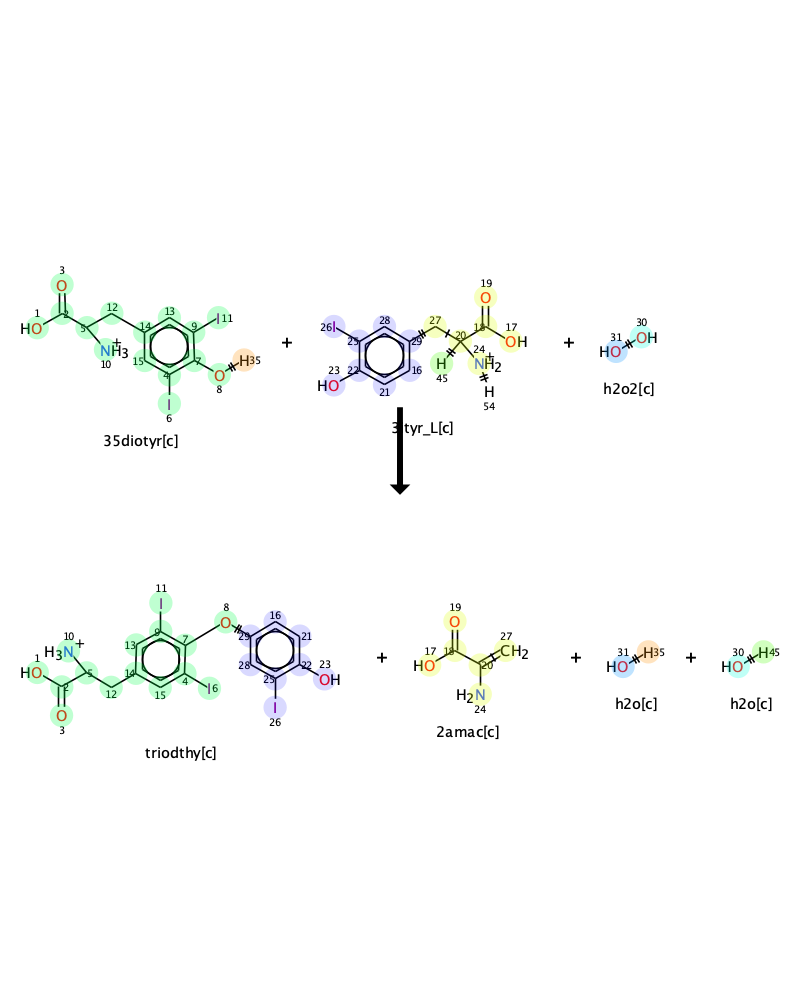 3
O
19
O
1 2 12 13 I11
HO 5 14 9
NH3 +
10
15 4 7
O H35
8
I
6
+
26I 28 27 18 17
25 29 20 OH
23 HO 22 16 21
H 45
24 NH2 +
H
54
+
31 HO 30 OH
h2o2[c]
35diotyr[c]
3ityr_L[c]
11
I
10 H3N +
1 HO 2 5 12 14 13 9 7 4 15
O
3
I6
8
O
29 16 21 22 28 25
23 OH
I
26
triodthy[c]
+
19
O
17 HO 18 20 27 CH2
H2N
24
2amac[c]
+
31 HO H35
h2o[c]
+
30 HO H45
h2o[c]